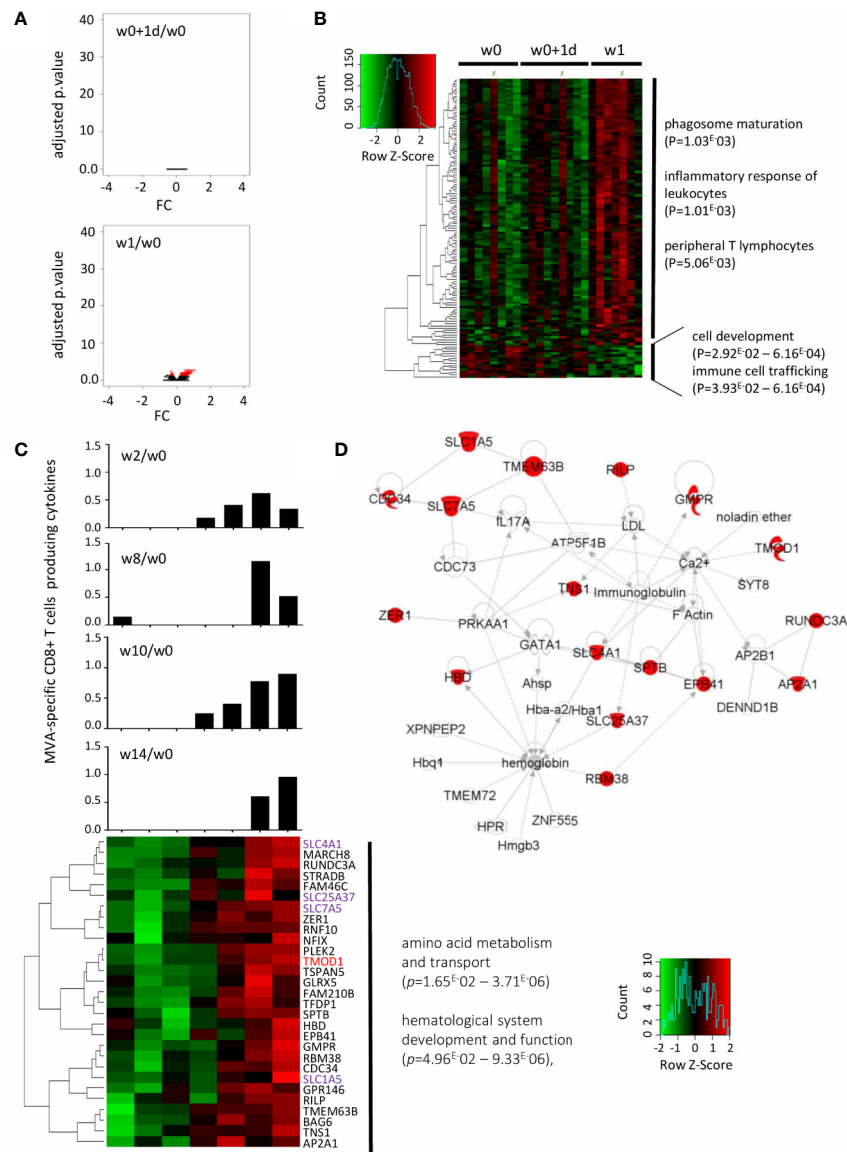 A
w0+1d/w0
adjusted p.value
40
30
20
10
0.0
-4
-2
0
2
4
FC
w1/w0
adjusted p.value
40
30
20
10
0.0
-4
-2
0
2
4
FC
B
w0
w0+1d
w1
x
x
x
Count
150
100
50
0
-2
0
2
Row Z-Score
phagosome maturation
(P=1.03E-03)
inflammatory response of
leukocytes
(P=1.01E-03)
peripheral T lymphocytes
(P=5.06E-03)
cell development
(P=2.92E-02 – 6.16E-04)
immune cell trafficking
(P=3.93E-02 – 6.16E-04)
C
MVA-specific CD8+ T cells producing cytokines
w2/w0
1.5
1.0
0.5
0.0
w8/w0
1.5
1.0
0.5
0.0
w10/w0
1.5
1.0
0.5
0.0
w14/w0
1.5
1.0
0.5
0.0
SLC4A1
MARCH8
RUNDC3A
STRADB
FAM46C
SLC25A37
SLC7A5
ZER1
RNF10
NFIX
PLEK2
TMOD1
TSPAN5
GLRX5
FAM210B
TFDP1
SPTB
HBD
EPB41
GMPR
RBM38
CDC34
SLC1A5
GPR146
RILP
TMEM63B
BAG6
TNS1
AP2A1
amino acid metabolism
and transport
(p=1.65E-02 – 3.71E-06)
hematological system
development and function
(p=4.96E-02 – 9.33E-06),
Count
10
8
6
4
2
0
-2
-1
0
1
2
Row Z-Score
D
SLC1A5
TMEM63B
RILP
CDC34
SLC7A5
GMPR
IL17A
LDL
noladin ether
ATP5F1B
TMOD1
CDC73
Ca2+
TNS1
Immunoglobulin
SYT8
ZER1
PRKAA1
F Actin
RUNDC3A
GATA1
SLC4A1
AP2B1
HBD
SPTB
Ahsp
EPB41
AP2A1
Hba-a2/Hba1
DENND1B
SLC25A37
XPNPEP2
Hbq1
hemoglobin
RBM38
TMEM72
ZNF555
HPR
Hmgb3